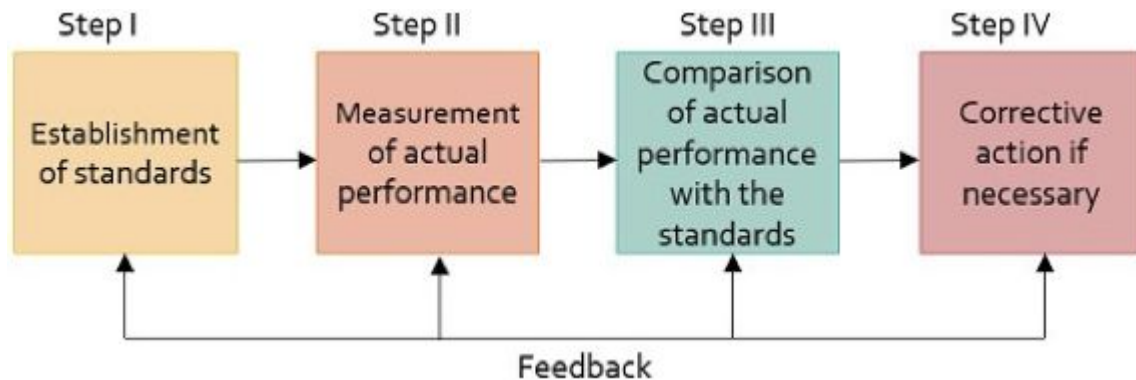 Step I
Step II
Step III
Step IV
Establishment
of standards
Measurement
of actual
performance
Comparison
of actual
performance
with the
standards
Corrective
action if
necessary
Feedback